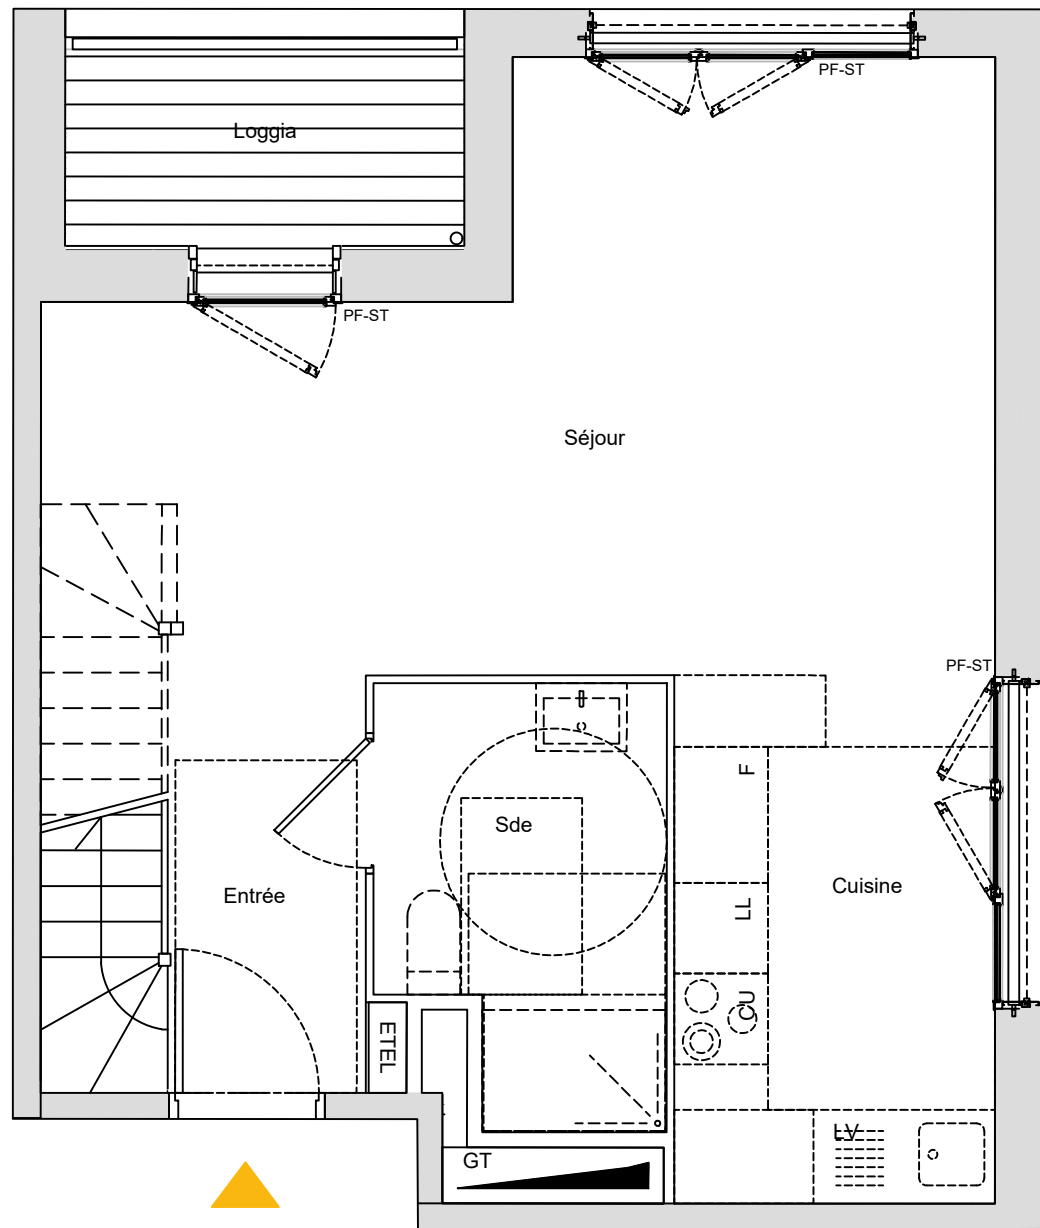 PF-ST
Loggia
PF-ST
Séjour
PF-ST
F
Sde
Entrée
Cuisine
LL
CU
ETEL
LV
GT